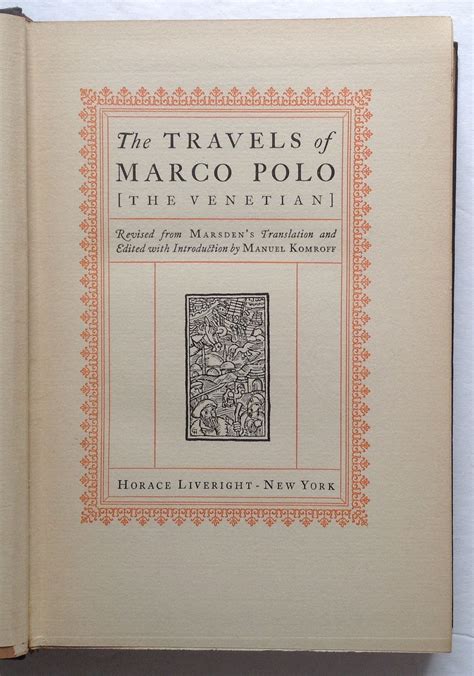 The TRAVELS of
MARCO POLO
[THE VENETIAN]
Revised from MARSDEN'S Translation and
Edited with Introduction by MANUEL KOMROFF
HORACE LIVERIGHT - NEW YORK